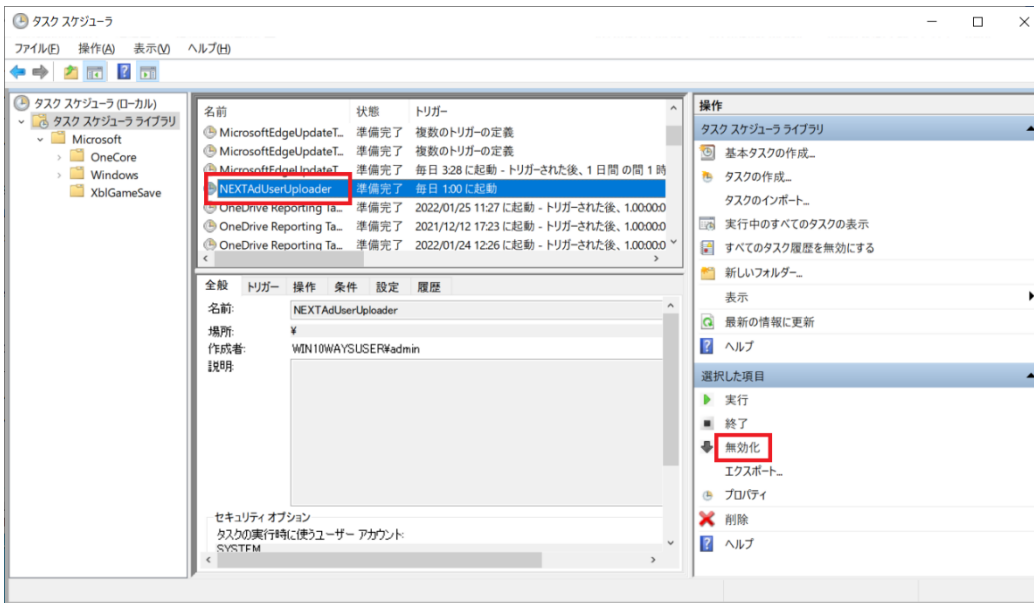 タスク スケジューラ
ファイル(F) 操作(A) 表示(V) ヘルプ(H)
タスク スケジューラ (ローカル)
タスク スケジューラ ライブラリ
Microsoft
OneCore
Windows
XblGameSave
名前 状態 トリガー
MicrosoftEdgeUpdateT... 準備完了 複数のトリガーの定義
MicrosoftEdgeUpdateT... 準備完了 複数のトリガーの定義
MicrosoftEdgeUpdateT... 準備完了 毎日 3:28 に起動 - トリガーされた後、1 日間 の間 1 時
NEXTAdUserUploader 準備完了 毎日 1:00 に起動
OneDrive Reporting Ta... 準備完了 2022/01/25 11:27 に起動 - トリガーされた後、1.00:00:0
OneDrive Reporting Ta... 準備完了 2021/12/12 17:23 に起動 - トリガーされた後、1.00:00:0
OneDrive Reporting Ta... 準備完了 2022/01/24 12:26 に起動 - トリガーされた後、1.00:00:0
全般 トリガー 操作 条件 設定 履歴
名前: NEXTAdUserUploader
場所: ¥
作成者: WIN10WAYSUSER¥admin
説明:
セキュリティ オプション
タスクの実行時に使うユーザー アカウント:
SYSTEM
操作
タスク スケジューラ ライブラリ
基本タスクの作成...
タスクの作成...
タスクのインポート...
実行中のすべてのタスクの表示
すべてのタスク履歴を無効にする
新しいフォルダー...
表示
最新の情報に更新
ヘルプ
選択した項目
実行
終了
無効化
エクスポート...
プロパティ
削除
ヘルプ